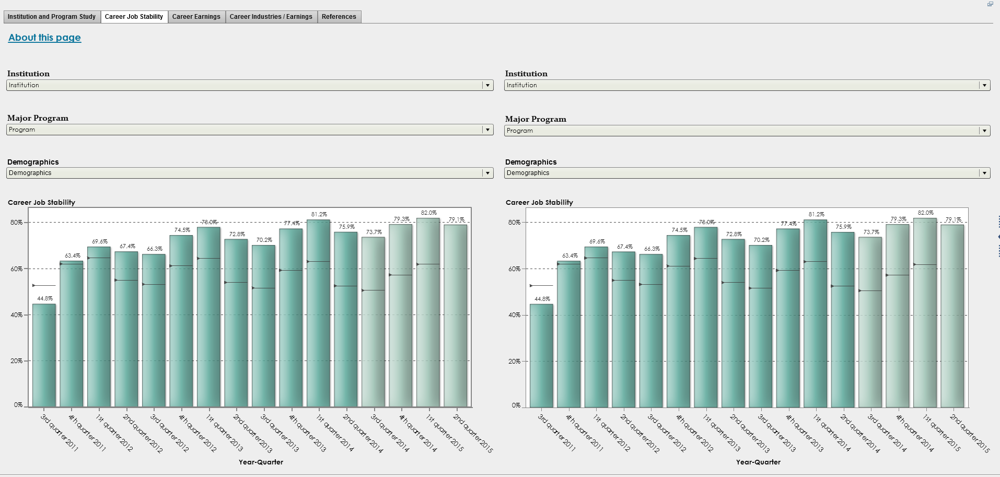 Institution and Program Study Career Job Stability Career Earnings Career Industries / Earnings References
About this page
Institution
Institution
Major Program
Program
Demographics
Demographics
Career Job Stability
80%
60%
40%
20%
0%
44.8% 63.4% 69.6% 67.4% 66.3% 74.5% 78.0% 72.8% 70.2% 77.4% 81.2% 75.9% 73.7% 79.3% 82.0% 79.1%
3rd quarter 2011
4th quarter 2011
1st quarter 2012
2nd quarter 2012
3rd quarter 2012
4th quarter 2012
1st quarter 2013
2nd quarter 2013
3rd quarter 2013
4th quarter 2013
1st quarter 2014
2nd quarter 2014
3rd quarter 2014
4th quarter 2014
1st quarter 2015
2nd quarter 2015
Year-Quarter
Institution
Institution
Major Program
Program
Demographics
Demographics
Career Job Stability
80%
60%
40%
20%
0%
44.8% 63.4% 69.6% 67.4% 66.3% 74.5% 78.0% 72.8% 70.2% 77.4% 81.2% 75.9% 73.7% 79.3% 82.0% 79.1%
3rd quarter 2011
4th quarter 2011
1st quarter 2012
2nd quarter 2012
3rd quarter 2012
4th quarter 2012
1st quarter 2013
2nd quarter 2013
3rd quarter 2013
4th quarter 2013
1st quarter 2014
2nd quarter 2014
3rd quarter 2014
4th quarter 2014
1st quarter 2015
2nd quarter 2015
Year-Quarter